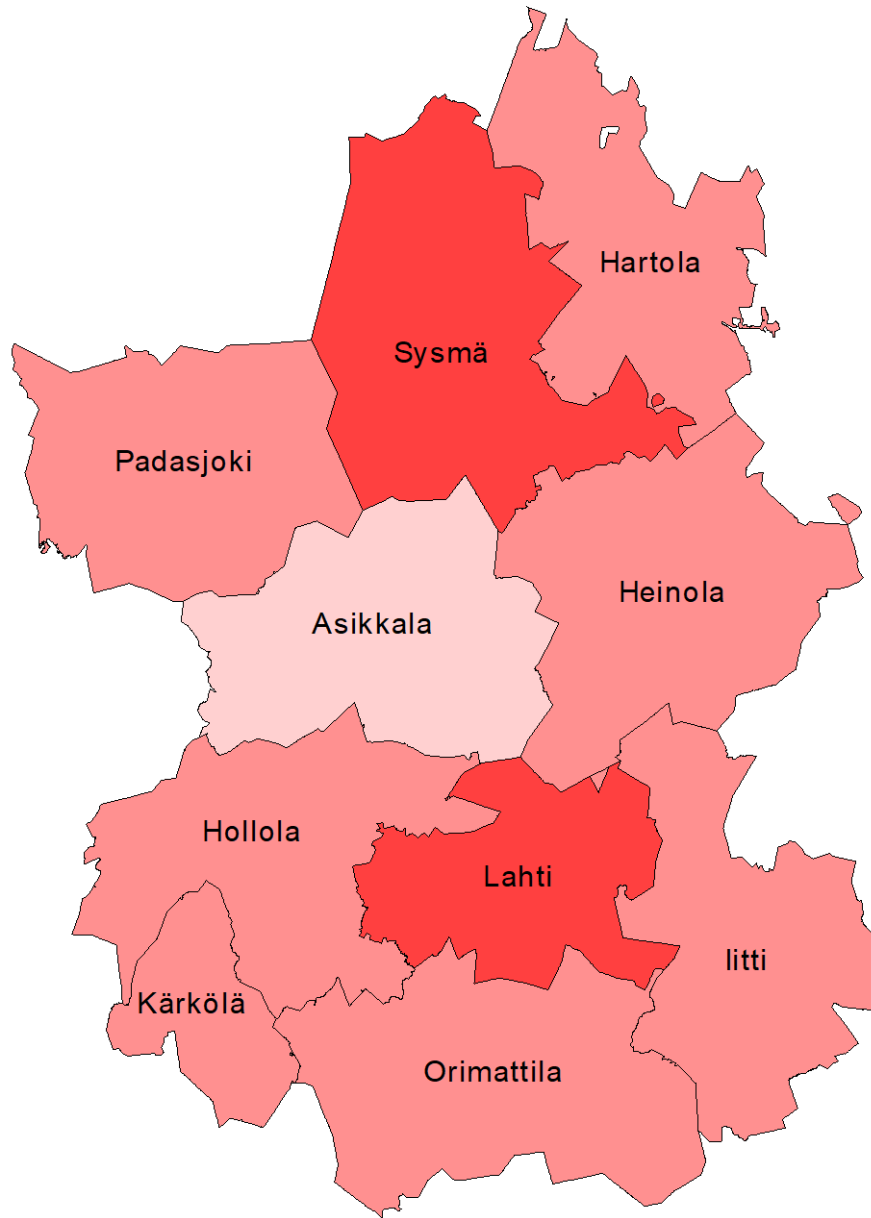 Hartola
Sysmä
Padasjoki
Heinola
Asikkala
Hollola
Lahti
Iitti
Kärkölä
Orimattila